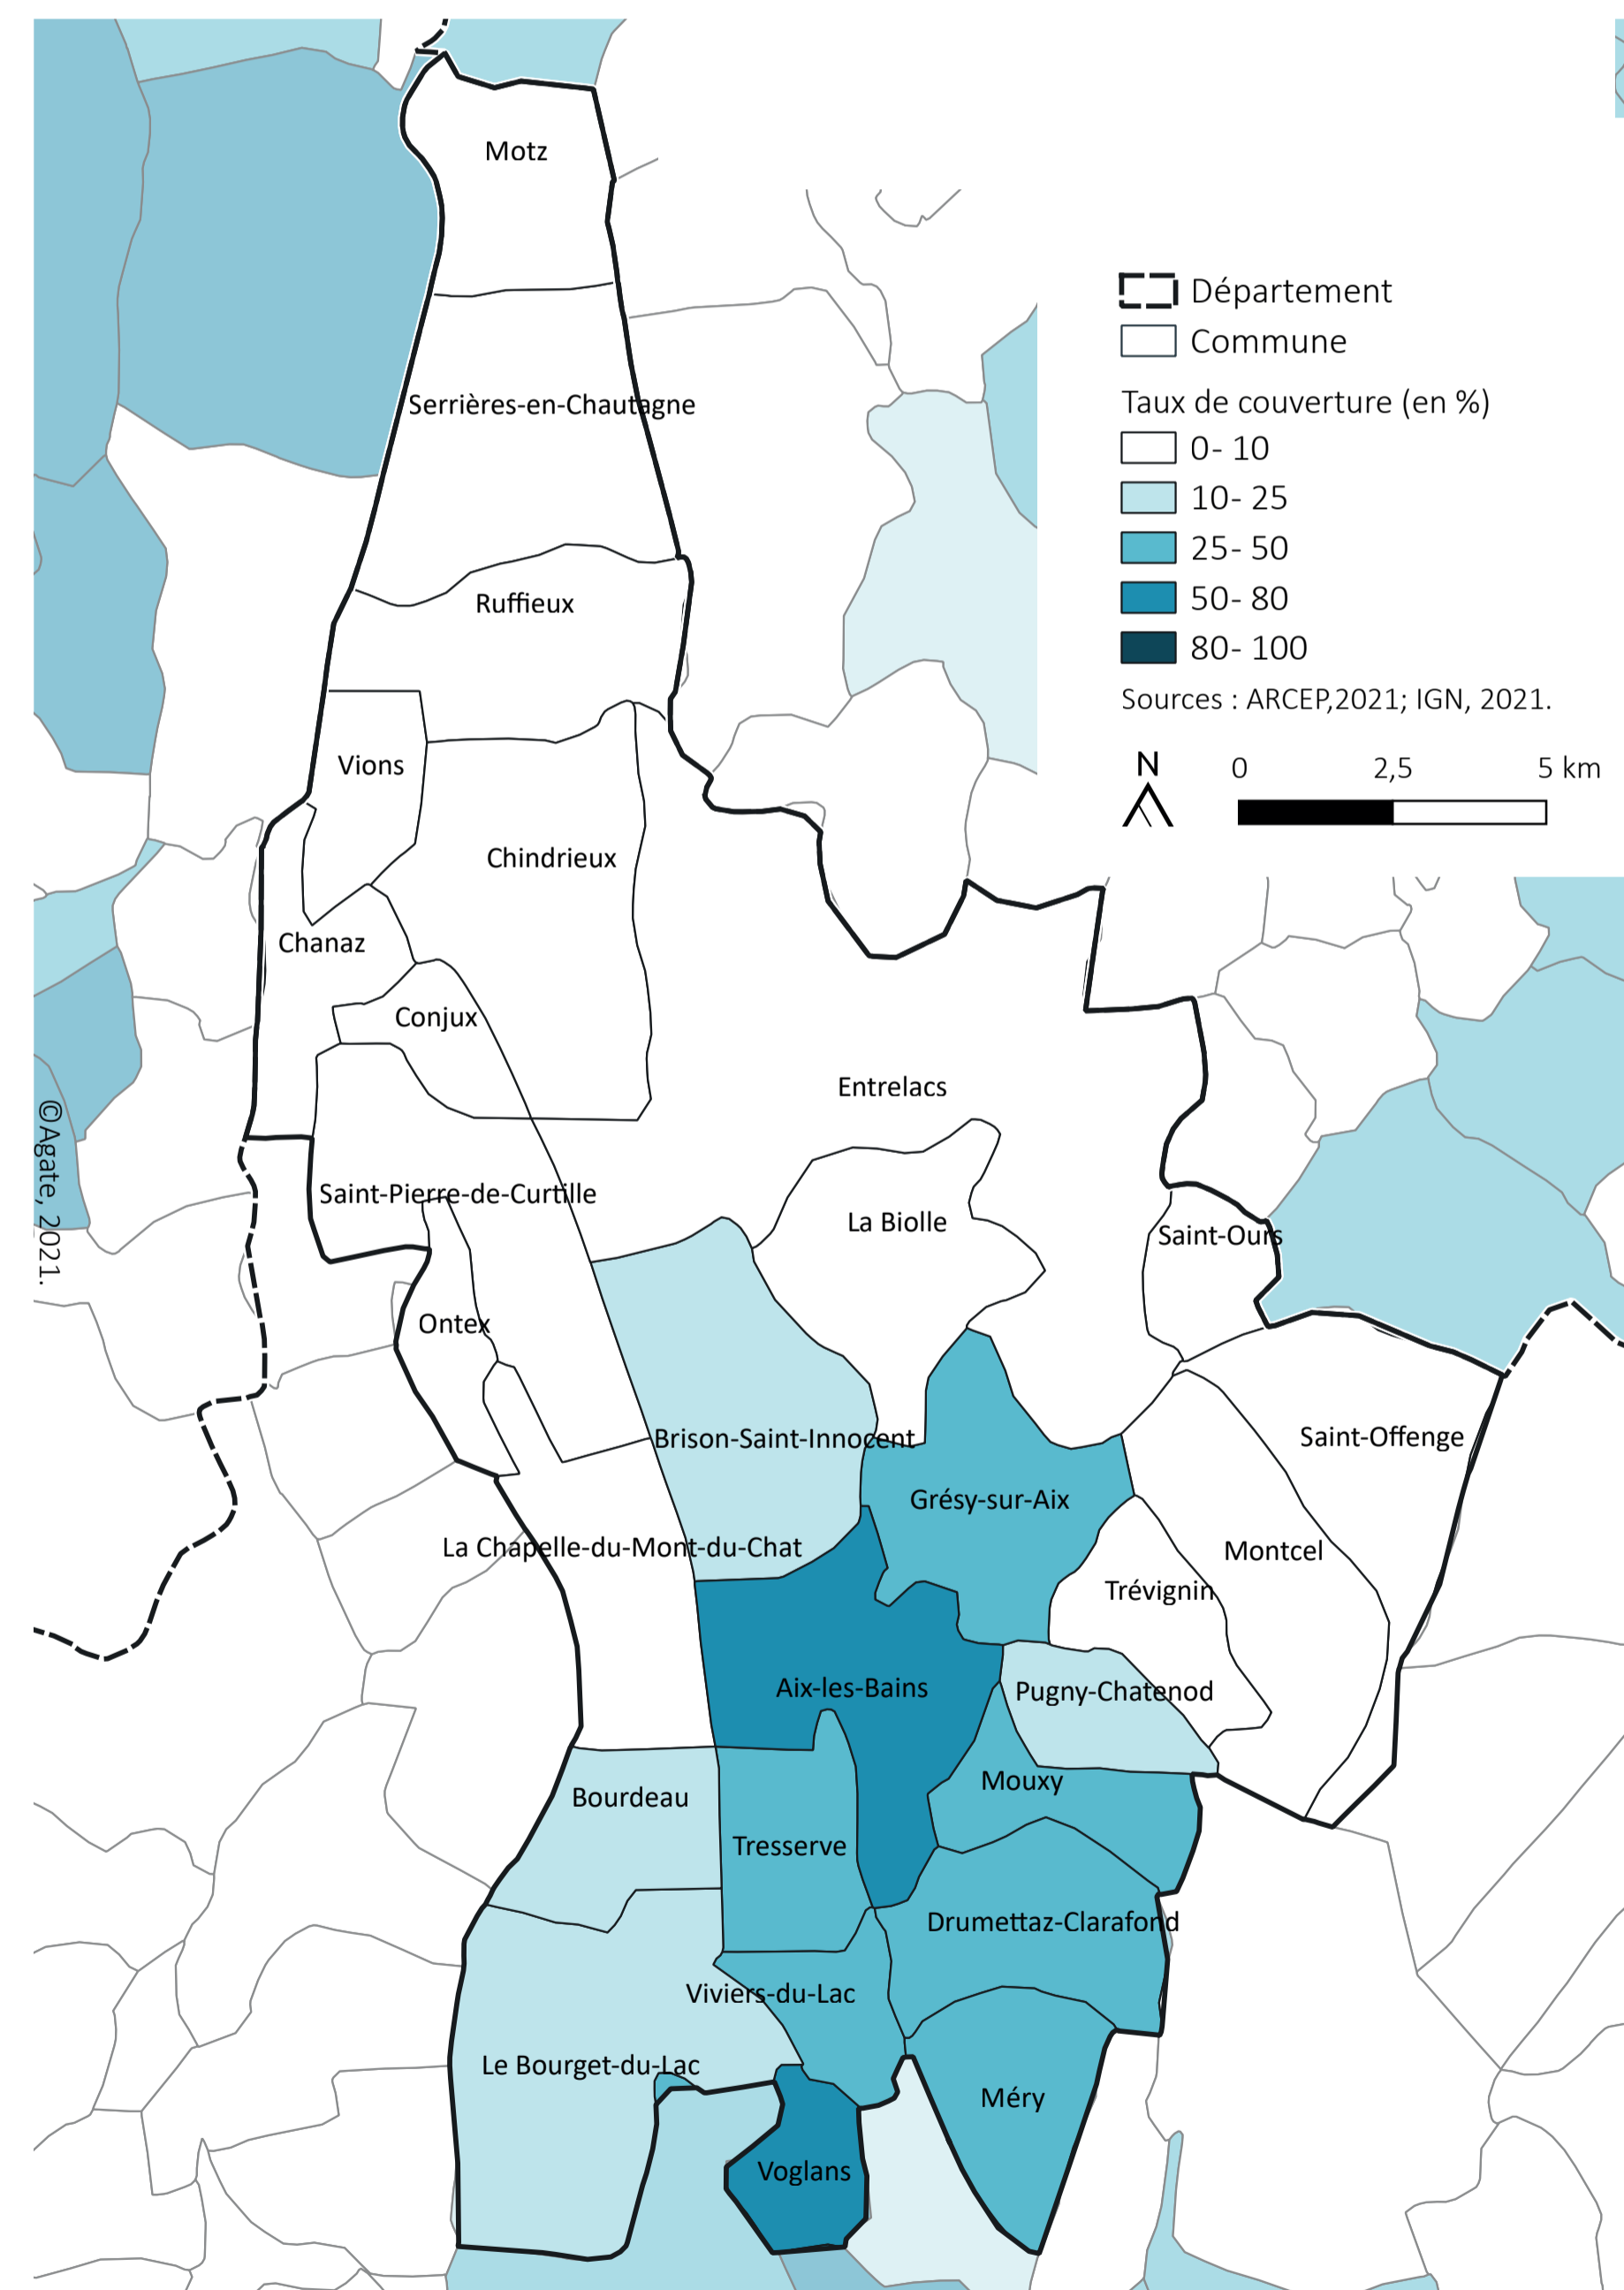 Motz
Département
Commune
Serrières-en-Chautagne
Taux de couverture (en %)
0- 10
10- 25
25- 50
50- 80
80- 100
Ruffieux
Sources : ARCEP,2021; IGN, 2021.
Vions
N
0 2,5 5 km
Chindrieux
Chanaz
Conjux
Entrelacs
©Agate, 2021.
Saint-Pierre-de-Curtille
La Biolle
Saint-Ours
Ontex
Brison-Saint-Innocent
Saint-Offenge
Grésy-sur-Aix
La Chapelle-du-Mont-du-Chat
Montcel
Trévignin
Aix-les-Bains
Pugny-Chatenod
Mouxy
Bourdeau
Tresserve
Drumettaz-Clarafond
Viviers-du-Lac
Le Bourget-du-Lac
Méry
Voglans